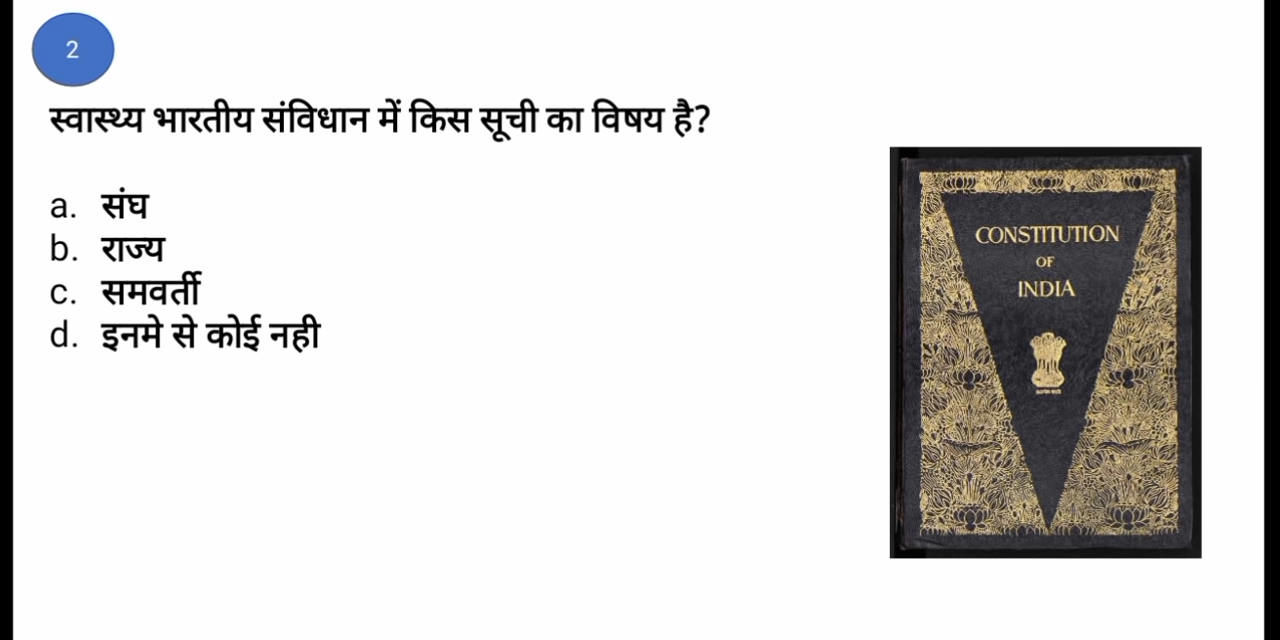 2
स्वास्थ्य भारतीय संविधान में किस सूची का विषय है?
a. संघ
b. राज्य
c. समवर्ती
d. इनमे से कोई नही
CONSTITUTION
OF
INDIA